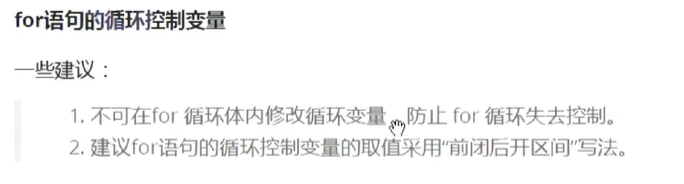 for语句的循环控制变量
一些建议：
1. 不可在for 循环体内修改循环变量，防止 for 循环失去控制。
2. 建议for语句的循环控制变量的取值采用“前闭后开区间”写法。